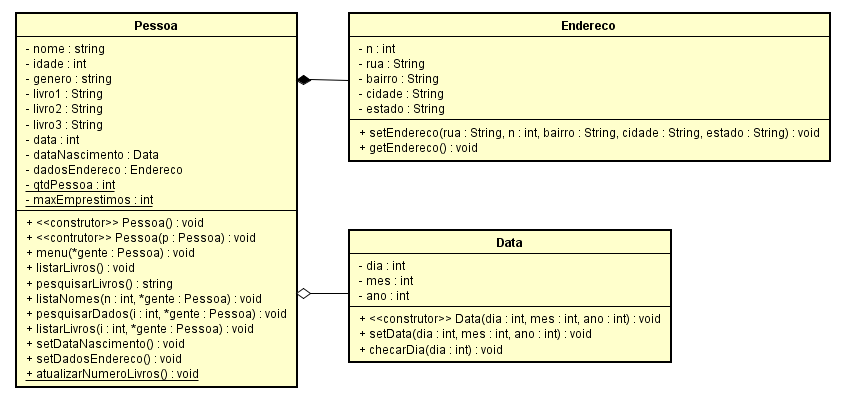 Pessoa
- nome : string
- idade : int
- genero : string
- livro1 : String
- livro2 : String
- livro3 : String
- data : int
- dataNascimento : Data
- dadosEndereco : Endereco
- qtdPessoa : int
- maxEmprestimos : int
+ <<construtor>> Pessoa() : void
+ <<contrutor>> Pessoa(p : Pessoa) : void
+ menu(*gente : Pessoa) : void
+ listarLivros() : void
+ pesquisarLivros() : string
+ listaNomes(n : int, *gente : Pessoa) : void
+ pesquisarDados(i : int, *gente : Pessoa) : void
+ listarLivros(i : int, *gente : Pessoa) : void
+ setDataNascimento() : void
+ setDadosEndereco() : void
+ atualizarNumeroLivros() : void
Endereco
- n : int
- rua : String
- bairro : String
- cidade : String
- estado : String
+ setEndereco(rua : String, n : int, bairro : String, cidade : String, estado : String) : void
+ getEndereco() : void
Data
- dia : int
- mes : int
- ano : int
+ <<construtor>> Data(dia : int, mes : int, ano : int) : void
+ setData(dia : int, mes : int, ano : int) : void
+ checarDia(dia : int) : void